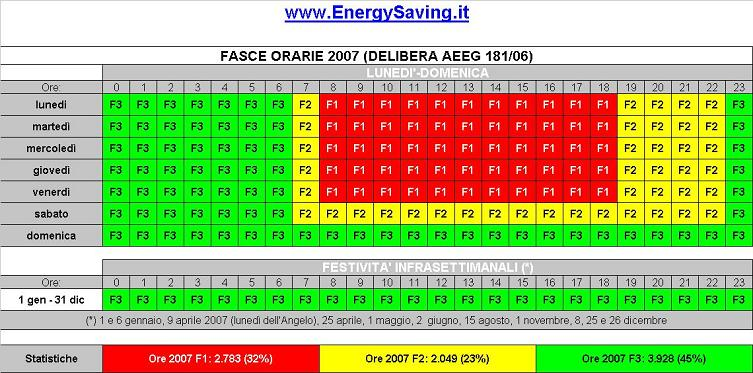 www.EnergySaving.it
FASCE ORARIE 2007 (DELIBERA AEEG 181/06)
LUNEDI'-DOMENICA
Ore: 0 1 2 3 4 5 6 7 8 9 10 11 12 13 14 15 16 17 18 19 20 21 22 23
lunedì F3 F3 F3 F3 F3 F3 F3 F2 F1 F1 F1 F1 F1 F1 F1 F1 F1 F1 F1 F2 F2 F2 F2 F3
martedì F3 F3 F3 F3 F3 F3 F3 F2 F1 F1 F1 F1 F1 F1 F1 F1 F1 F1 F1 F2 F2 F2 F2 F3
mercoledì F3 F3 F3 F3 F3 F3 F3 F2 F1 F1 F1 F1 F1 F1 F1 F1 F1 F1 F1 F2 F2 F2 F2 F3
giovedì F3 F3 F3 F3 F3 F3 F3 F2 F1 F1 F1 F1 F1 F1 F1 F1 F1 F1 F1 F2 F2 F2 F2 F3
venerdì F3 F3 F3 F3 F3 F3 F3 F2 F1 F1 F1 F1 F1 F1 F1 F1 F1 F1 F1 F2 F2 F2 F2 F3
sabato F3 F3 F3 F3 F3 F3 F3 F2 F2 F2 F2 F2 F2 F2 F2 F2 F2 F2 F2 F2 F2 F2 F2 F3
domenica F3 F3 F3 F3 F3 F3 F3 F3 F3 F3 F3 F3 F3 F3 F3 F3 F3 F3 F3 F3 F3 F3 F3 F3
FESTIVITA' INFRASETTIMANALI (*)
Ore: 0 1 2 3 4 5 6 7 8 9 10 11 12 13 14 15 16 17 18 19 20 21 22 23
1 gen - 31 dic F3 F3 F3 F3 F3 F3 F3 F3 F3 F3 F3 F3 F3 F3 F3 F3 F3 F3 F3 F3 F3 F3 F3 F3
(*) 1 e 6 gennaio, 9 aprile 2007 (lunedì dell'Angelo), 25 aprile, 1 maggio, 2 giugno, 15 agosto, 1 novembre, 8, 25 e 26 dicembre
Statistiche Ore 2007 F1: 2.783 (32%) Ore 2007 F2: 2.049 (23%) Ore 2007 F3: 3.928 (45%)